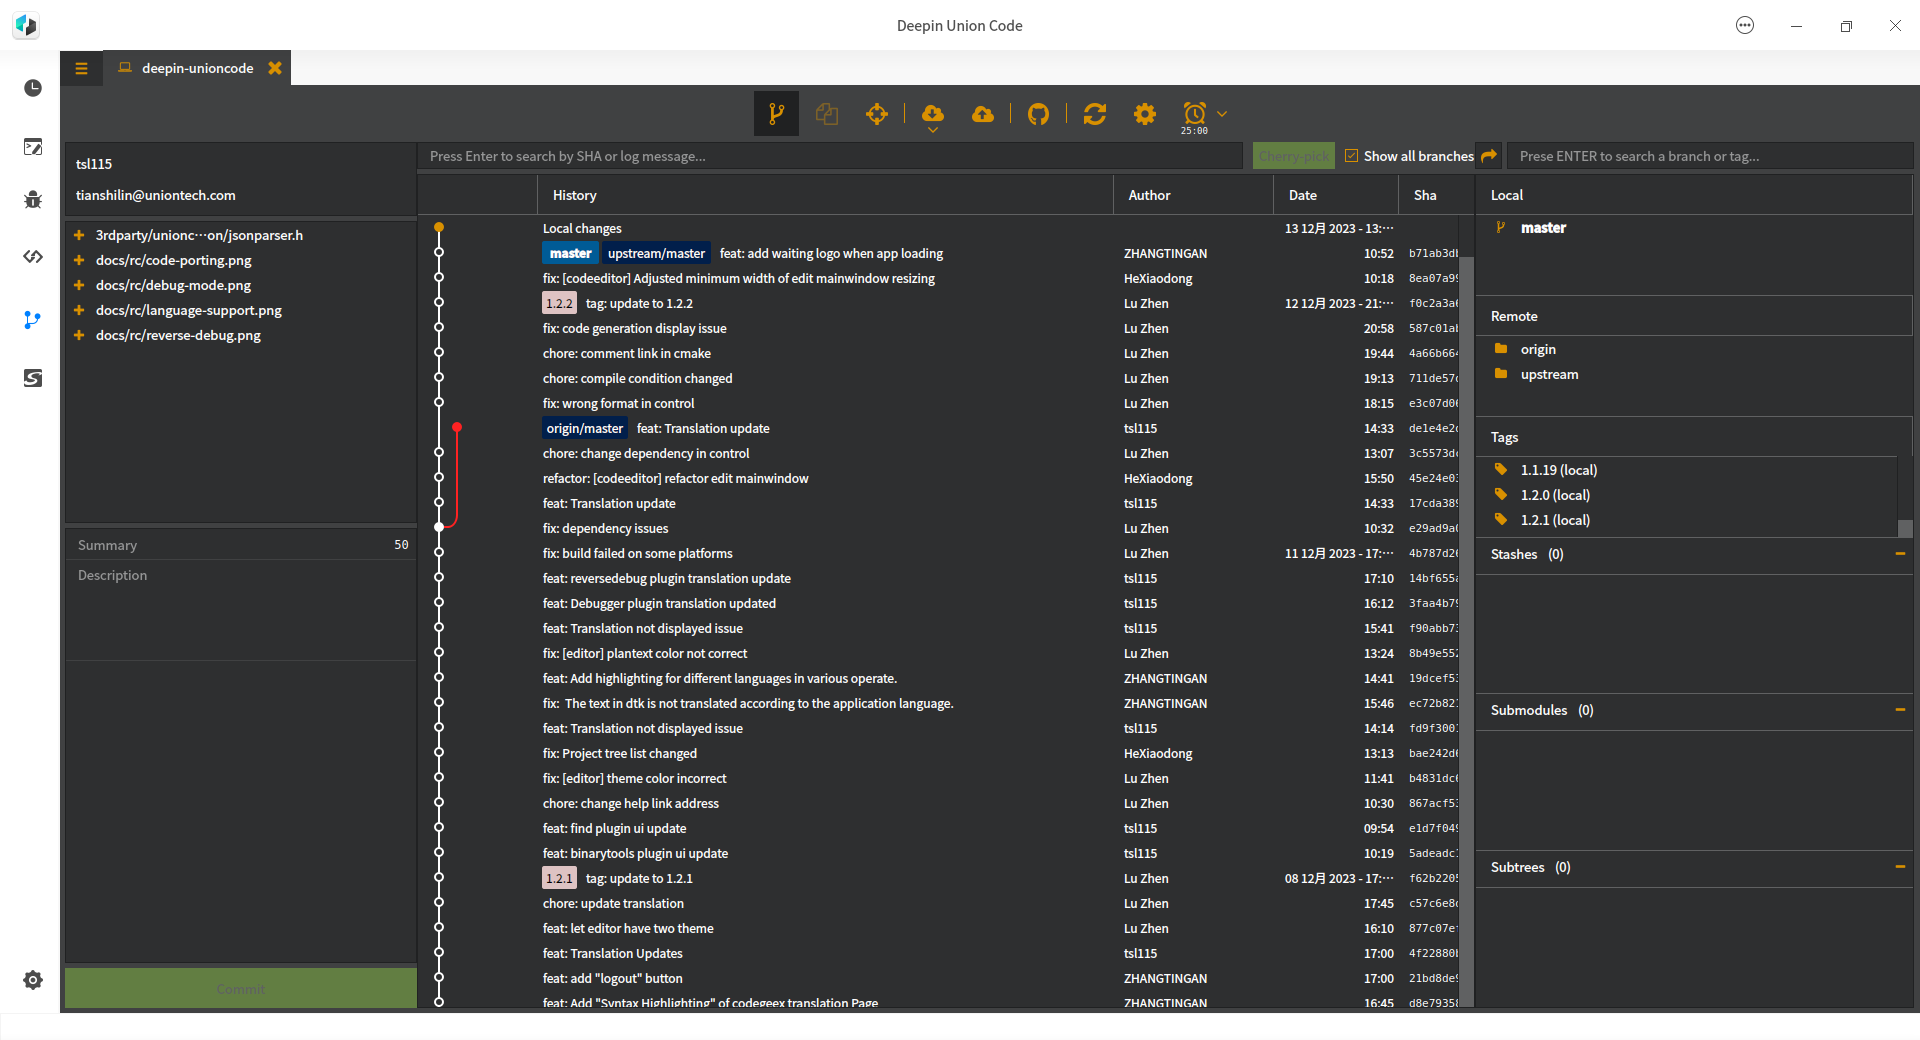 Deepin Union Code
deepin-unioncode
25:00
tsl115
tianshilin@uniontech.com
Press Enter to search by SHA or log message...
Cherry-pick
Show all branches
Prese ENTER to search a branch or tag...
3rdparty/unionc···on/jsonparser.h
docs/rc/code-porting.png
docs/rc/debug-mode.png
docs/rc/language-support.png
docs/rc/reverse-debug.png
Summary 50
Description
Commit
History Author Date Sha
Local changes 13 12月 2023 - 13:···
master upstream/master feat: add waiting logo when app loading ZHANGTINGAN 10:52 b71ab3d
fix: [codeeditor] Adjusted minimum width of edit mainwindow resizing HeXiaodong 10:18 8ea07a9
1.2.2 tag: update to 1.2.2 Lu Zhen 12 12月 2023 - 21:··· f0c2a3a
fix: code generation display issue Lu Zhen 20:58 587c01a
chore: comment link in cmake Lu Zhen 19:44 4a66b66
chore: compile condition changed Lu Zhen 19:13 711de57
fix: wrong format in control Lu Zhen 18:15 e3c07d0
origin/master feat: Translation update tsl115 14:33 de1e4e2
chore: change dependency in control Lu Zhen 13:07 3c5573d
refactor: [codeeditor] refactor edit mainwindow HeXiaodong 15:50 45e24e0
feat: Translation update tsl115 14:33 17cda38
fix: dependency issues Lu Zhen 10:32 e29ad9a
fix: build failed on some platforms Lu Zhen 11 12月 2023 - 17:··· 4b787d2
feat: reversedebug plugin translation update tsl115 17:10 14bf655
feat: Debugger plugin translation updated tsl115 16:12 3faa4b7
feat: Translation not displayed issue tsl115 15:41 f90abb7
fix: [editor] plantext color not correct Lu Zhen 13:24 8b49e55
feat: Add highlighting for different languages in various operate. ZHANGTINGAN 14:41 19dcef5
fix: The text in dtk is not translated according to the application language. ZHANGTINGAN 15:46 ec72b82
feat: Translation not displayed issue tsl115 14:14 fd9f300
fix: Project tree list changed HeXiaodong 13:13 bae242d
fix: [editor] theme color incorrect Lu Zhen 11:41 b4831dc
chore: change help link address Lu Zhen 10:30 867acf5
feat: find plugin ui update tsl115 09:54 e1d7f04
feat: binarytools plugin ui update tsl115 10:19 5adeadc
1.2.1 tag: update to 1.2.1 Lu Zhen 08 12月 2023 - 17:··· f62b220
chore: update translation Lu Zhen 17:45 c57c6e8
feat: let editor have two theme Lu Zhen 16:10 877c07e
feat: Translation Updates tsl115 17:00 4f22880
feat: add "logout" button ZHANGTINGAN 17:00 21bd8de
feat: Add "Syntax Highlighting" of codegeex translation Page ZHANGTINGAN 16:45 d8e7935
Local
master
Remote
origin
upstream
Tags
1.1.19 (local)
1.2.0 (local)
1.2.1 (local)
Stashes (0)
Submodules (0)
Subtrees (0)